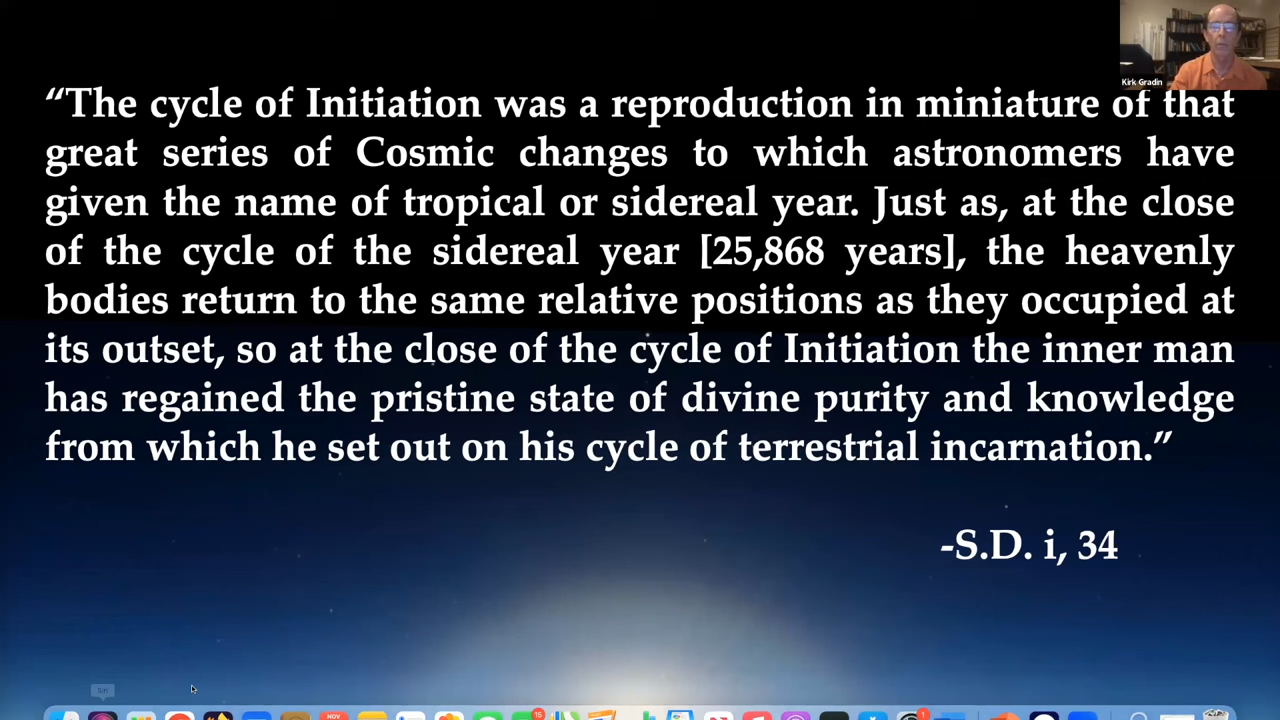 Kirk Gradin
“The cycle of Initiation was a reproduction in miniature of that
great series of Cosmic changes to which astronomers have
given the name of tropical or sidereal year. Just as, at the close
of the cycle of the sidereal year [25,868 years], the heavenly
bodies return to the same relative positions as they occupied at
its outset, so at the close of the cycle of Initiation the inner man
has regained the pristine state of divine purity and knowledge
from which he set out on his cycle of terrestrial incarnation.”
-S.D. i, 34
NOV
15
1